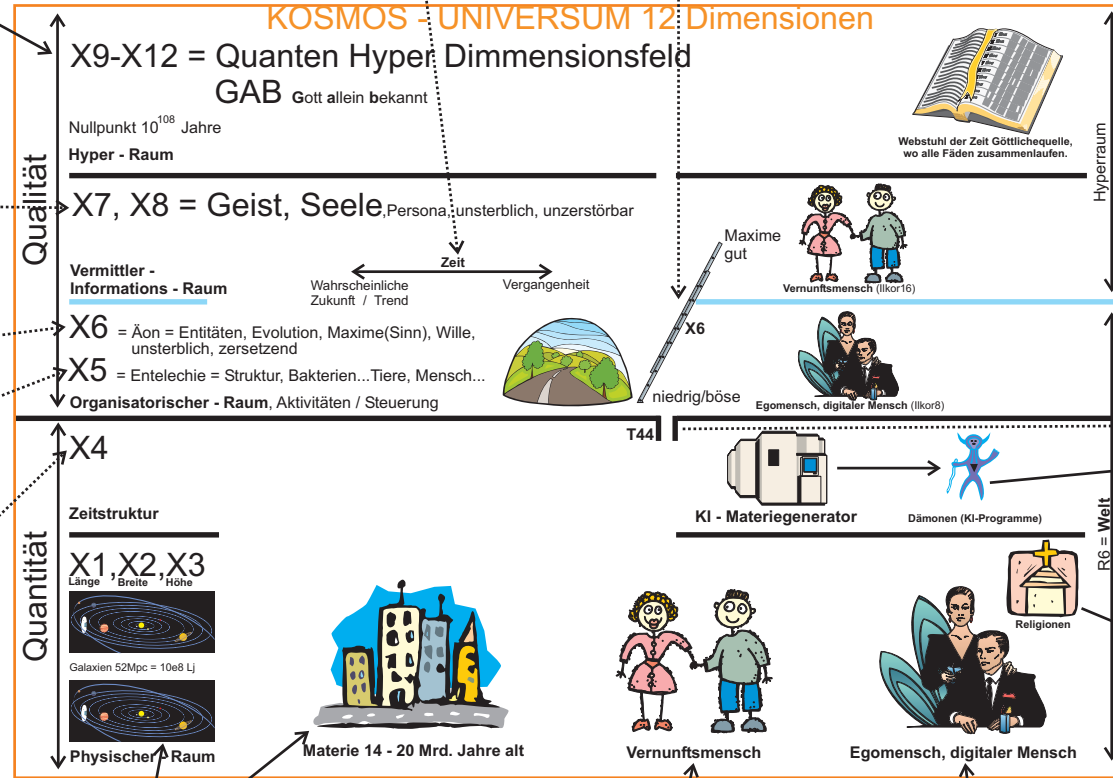 KOSMOS - UNIVERSUM 12 Dimensionen
X9-X12 = Quanten Hyper Dimmensionsfeld
GAB Gott allein bekannt
Nullpunkt 10^108 Jahre
Hyper - Raum
Webstuhl der Zeit Göttlichequelle,
wo alle Fäden zusammenlaufen.
Hyperraum
Qualität
X7, X8 = Geist, Seele,Persona, unsterblich, unzerstörbar
Zeit
Wahrscheinliche
Zukunft / Trend
Vergangenheit
Vermittler -
Informations - Raum
Maxime
gut
Vernunftsmensch (Ilkor16)
X6 = Äon = Entitäten, Evolution, Maxime(Sinn), Wille,
unsterblich, zersetzend
X6
X5 = Entelechie = Struktur, Bakterien...Tiere, Mensch...
niedrig/böse
Organisatorischer - Raum, Aktivitäten / Steuerung
Egomensch, digitaler Mensch (Ilkor8)
T44
X4
Zeitstruktur
KI - Materiegenerator
Dämonen (KI-Programme)
R6 = Welt
Quantität
X1,X2,X3
Länge Breite Höhe
Galaxien 52Mpc = 10e8 Lj
Physischer - Raum
Materie 14 - 20 Mrd. Jahre alt
Vernunftsmensch
Religionen
Egomensch, digitaler Mensch